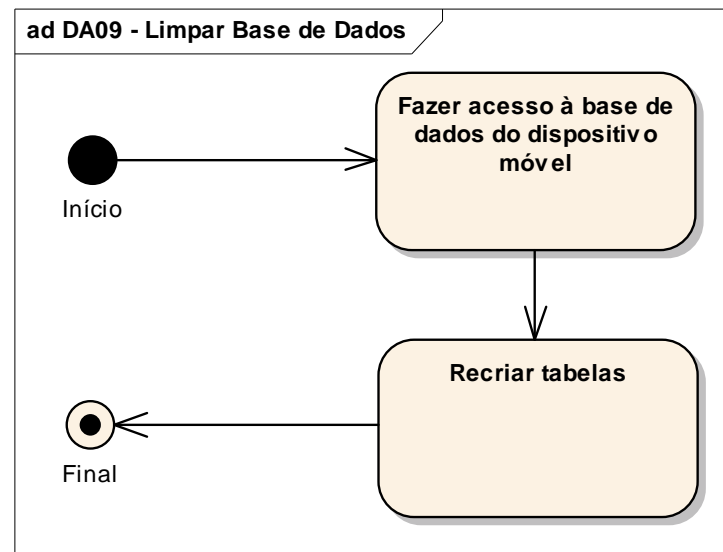 ad DA09 - Limpar Base de Dados
Fazer acesso à base de
dados do dispositivo
móvel
Início
Recriar tabelas
Final